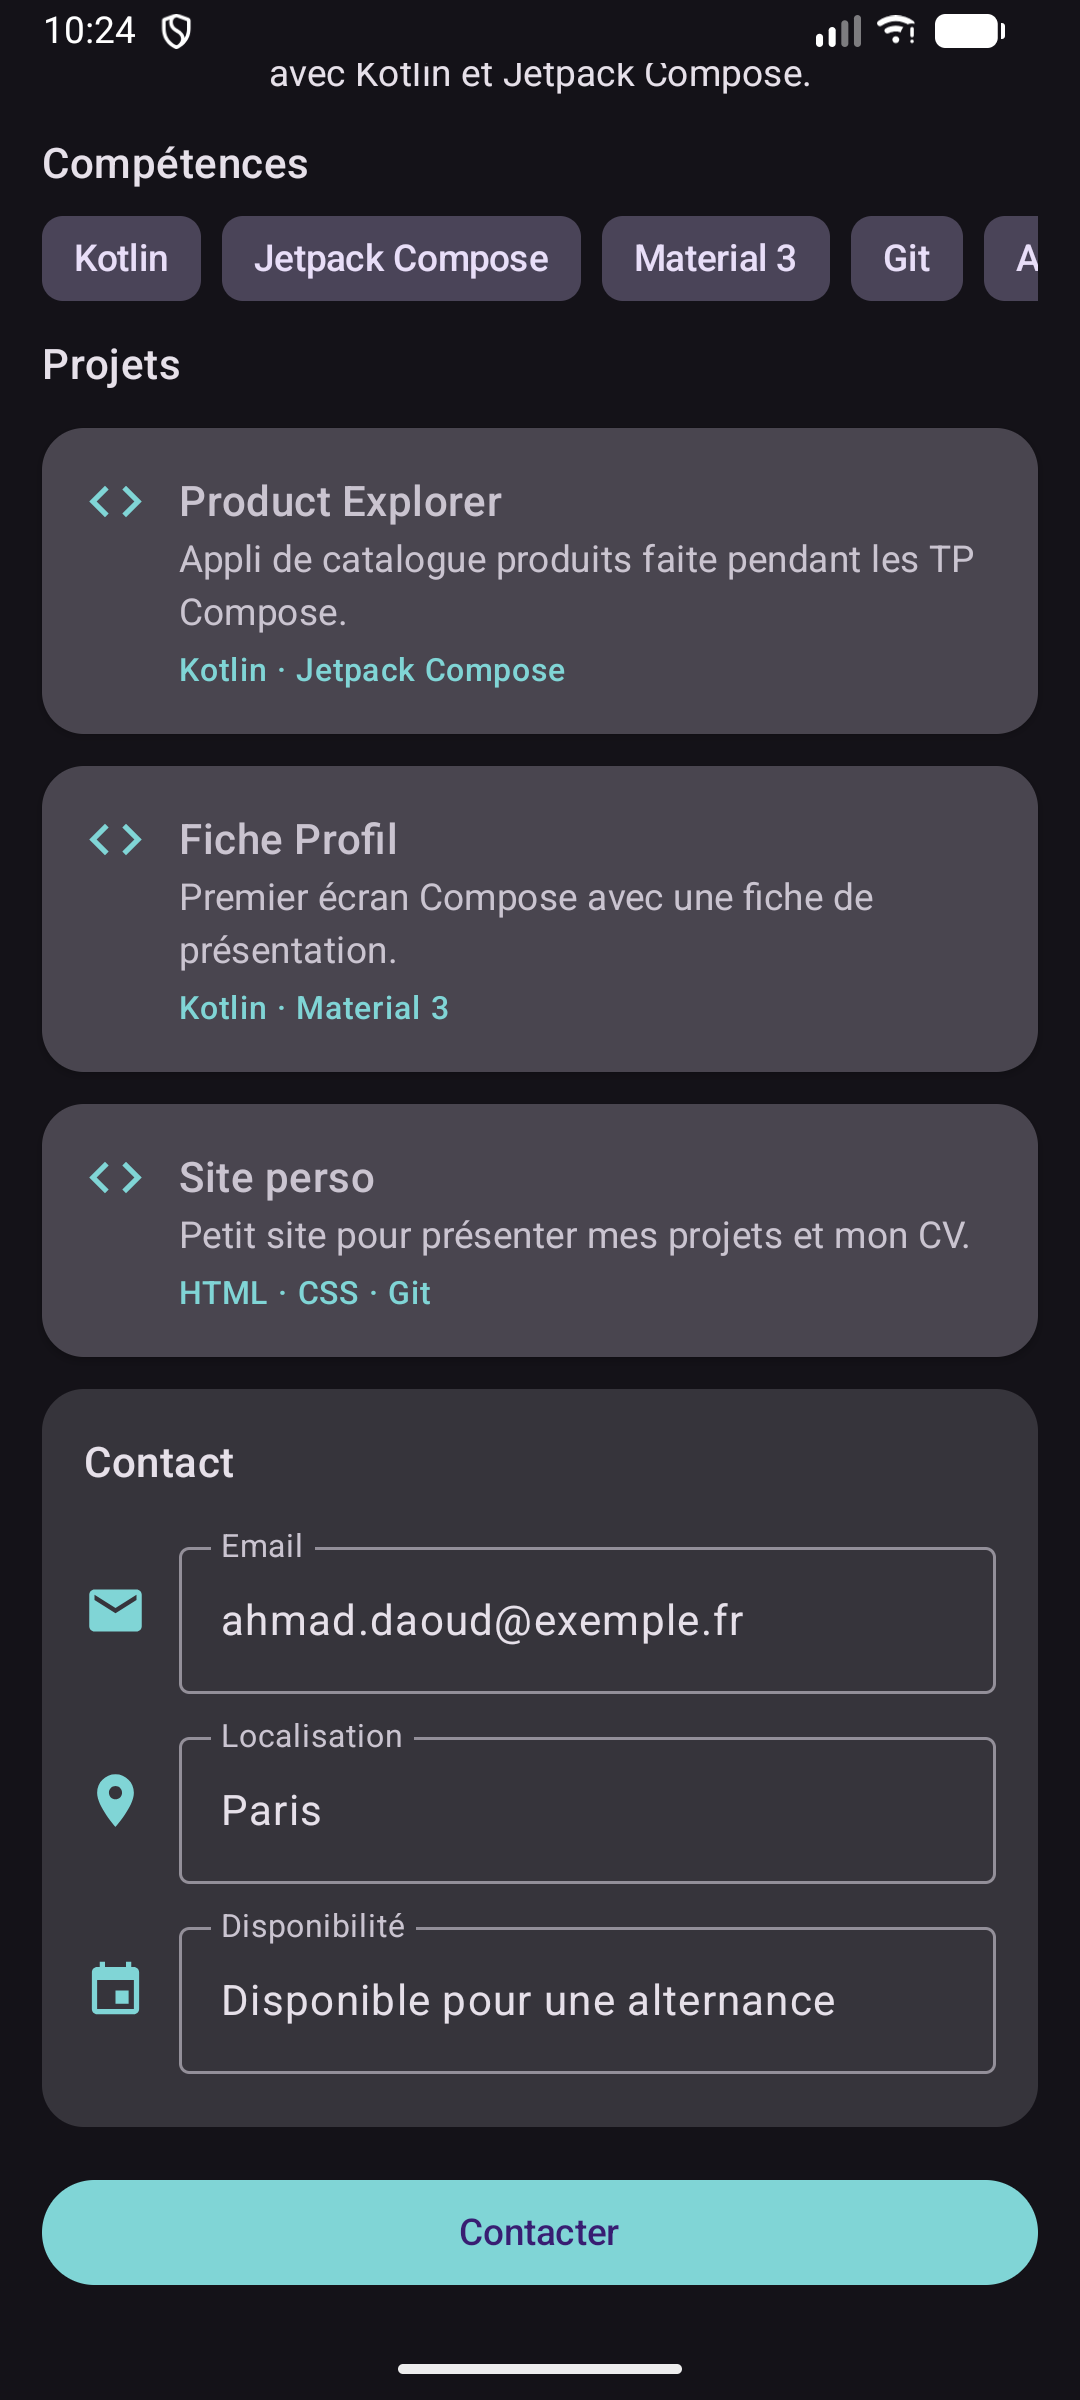 10:24
avec Kotlin et Jetpack Compose.
Compétences
Kotlin
Jetpack Compose
Material 3
Git
A
Projets
Product Explorer
Appli de catalogue produits faite pendant les TP
Compose.
Kotlin · Jetpack Compose
Fiche Profil
Premier écran Compose avec une fiche de
présentation.
Kotlin · Material 3
Site perso
Petit site pour présenter mes projets et mon CV.
HTML · CSS · Git
Contact
Email
ahmad.daoud@exemple.fr
Localisation
Paris
Disponibilité
Disponible pour une alternance
Contacter